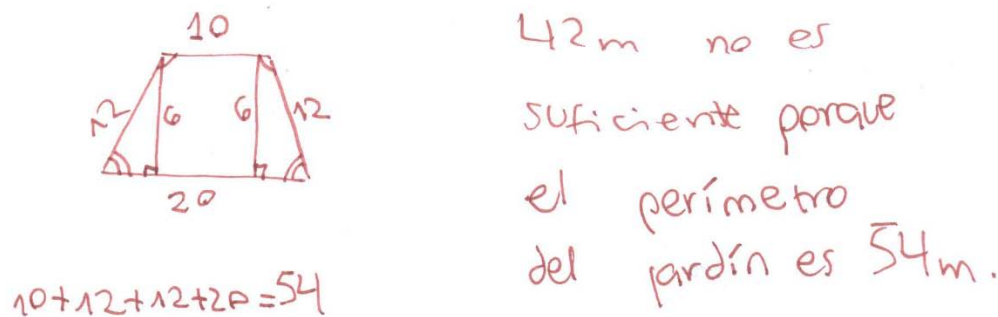 10
12 6 6 12
20
10+12+12+20=54
42m no es
suficiente porque
el perímetro
del jardín es 54m.